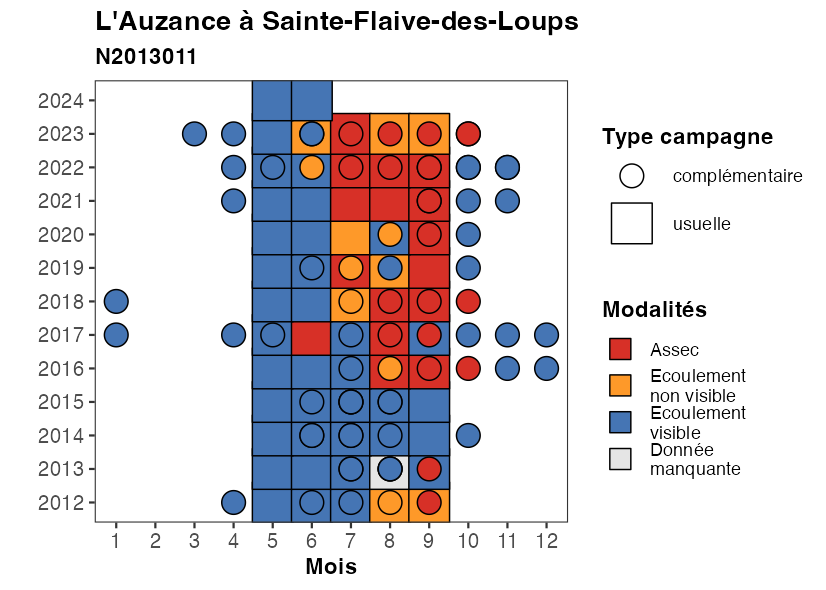 L'Auzance à Sainte-Flaive-des-Loups
N2013011
2024
2023
2022
2021
2020
2019
2018
2017
2016
2015
2014
2013
2012
1 2 3 4 5 6 7 8 9 10 11 12
Mois
Type campagne
complémentaire
usuelle
Modalités
Assec
Ecoulement
non visible
Ecoulement
visible
Donnée
manquante